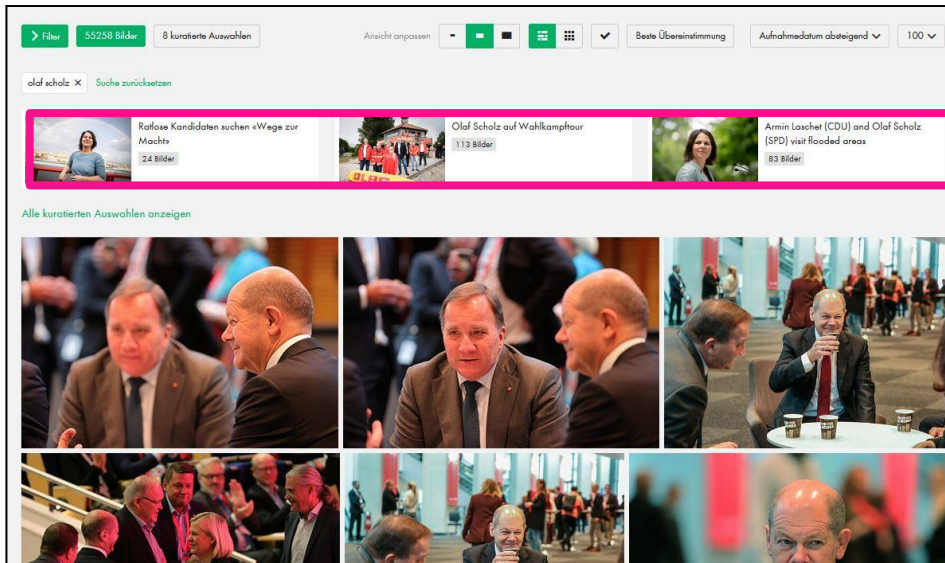 Filter
55258 Bilder
8 kuratierte Auswahlen
Ansicht anpassen
Beste Übereinstimmung
Aufnahmedatum absteigend
100
olaf scholz ×
Suche zurücksetzen
Ratlose Kandidaten suchen «Wege zur
Macht»
24 Bilder
Olaf Scholz auf Wahlkampftour
113 Bilder
Armin Laschet (CDU) and Olaf Scholz
(SPD) visit flooded areas
83 Bilder
OLAF
Alle kuratierten Auswahlen anzeigen